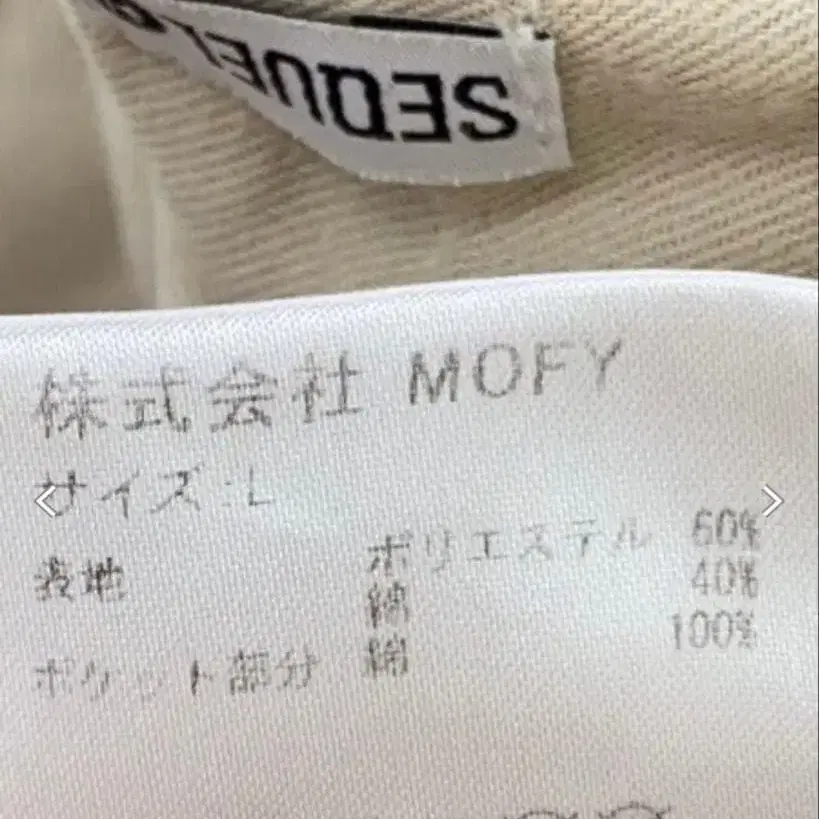 SEQUEL
株式会社 MOFY
サイズ:L
表地 ポリエステル 60%
綿 40%
ポケット部分 綿 100%